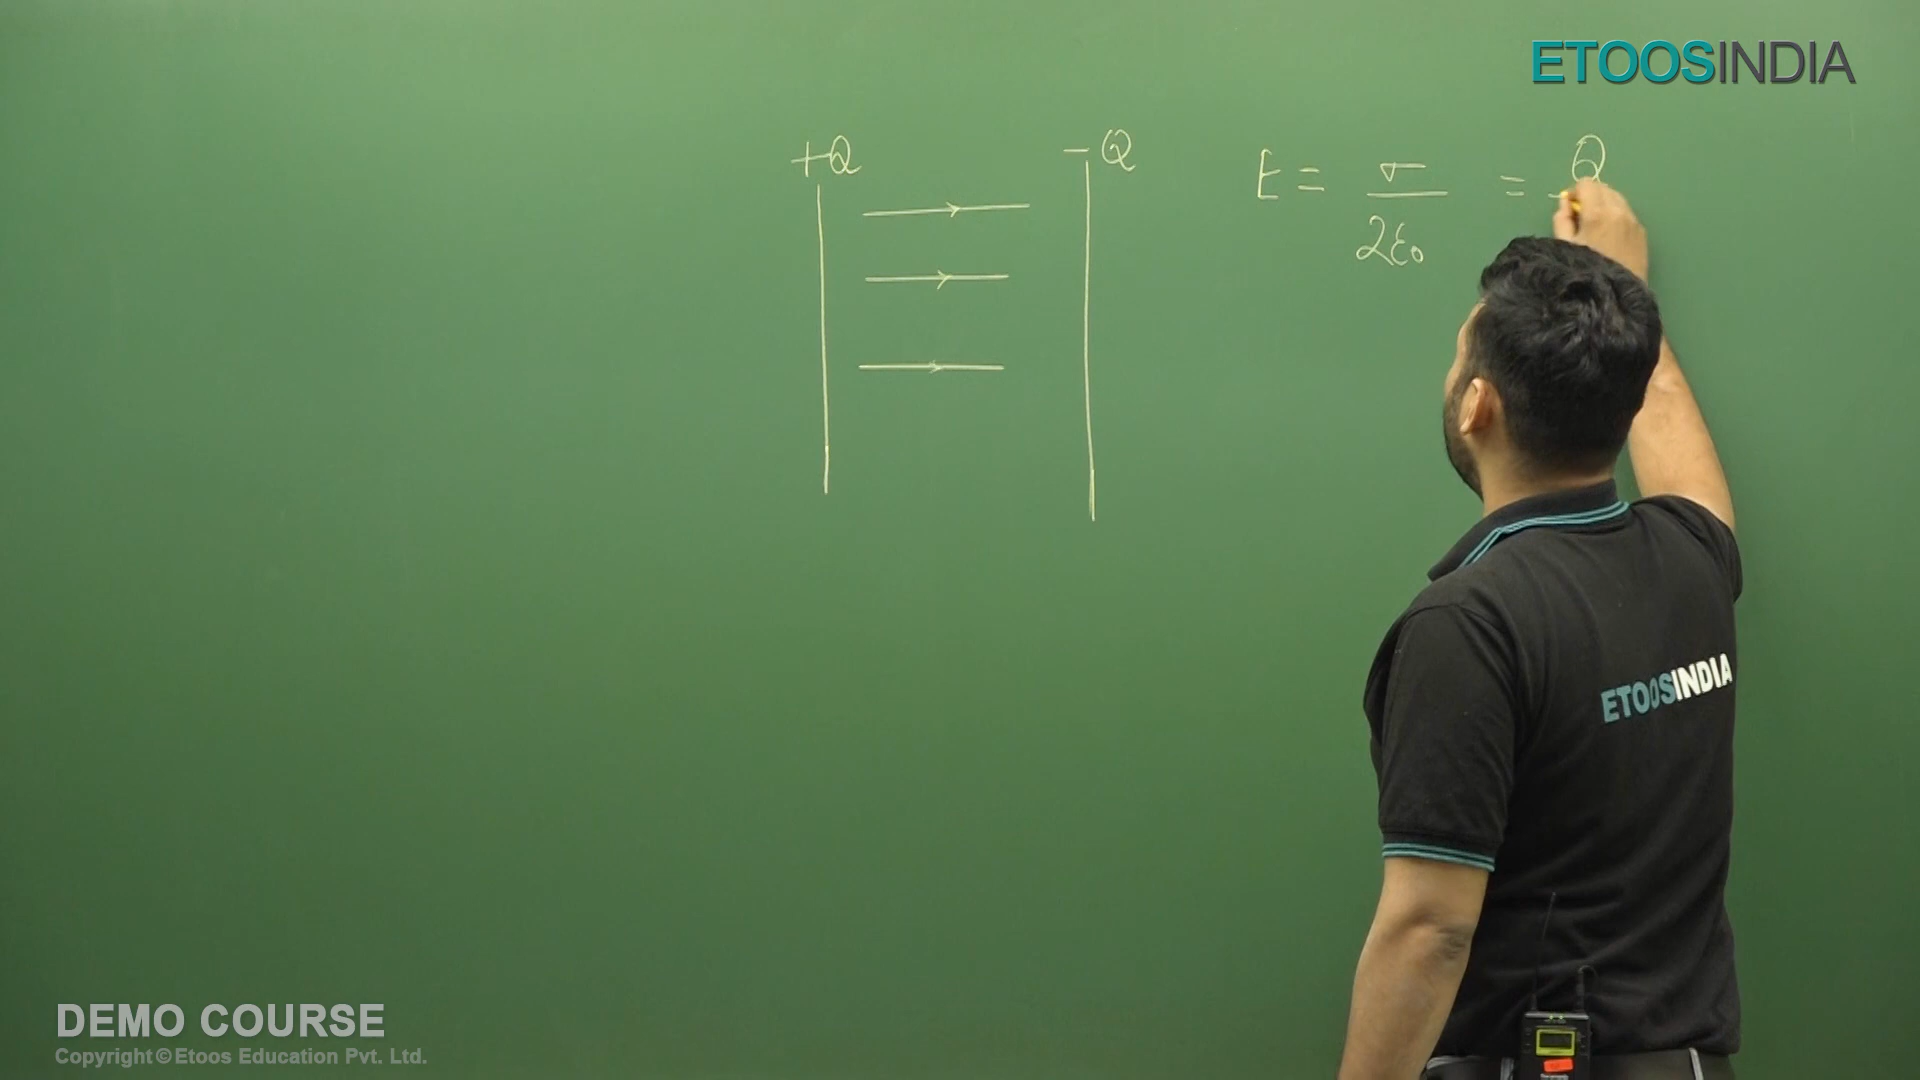 ETOOSINDIA
+Q
-Q
E = σ/2ε₀ = Q
ETOOSINDIA
DEMO COURSE
Copyright © Etoos Education Pvt. Ltd.